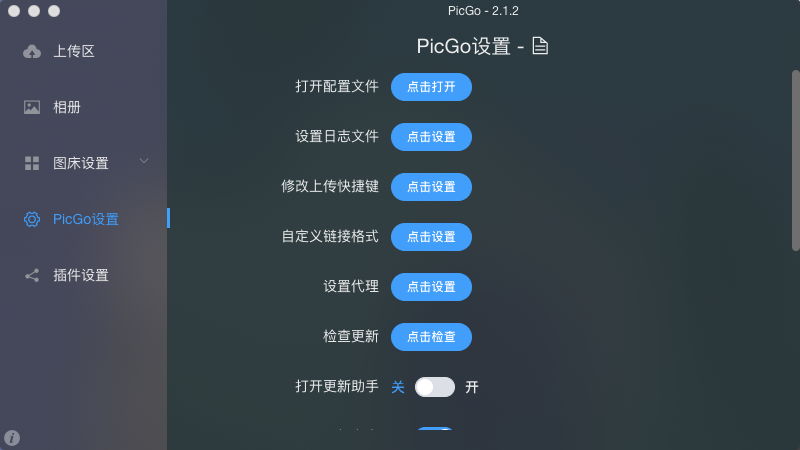 PicGo - 2.1.2
上传区
相册
图床设置
PicGo设置
插件设置
PicGo设置 -
打开配置文件 点击打开
设置日志文件 点击设置
修改上传快捷键 点击设置
自定义链接格式 点击设置
设置代理 点击设置
检查更新 点击检查
打开更新助手 关 开